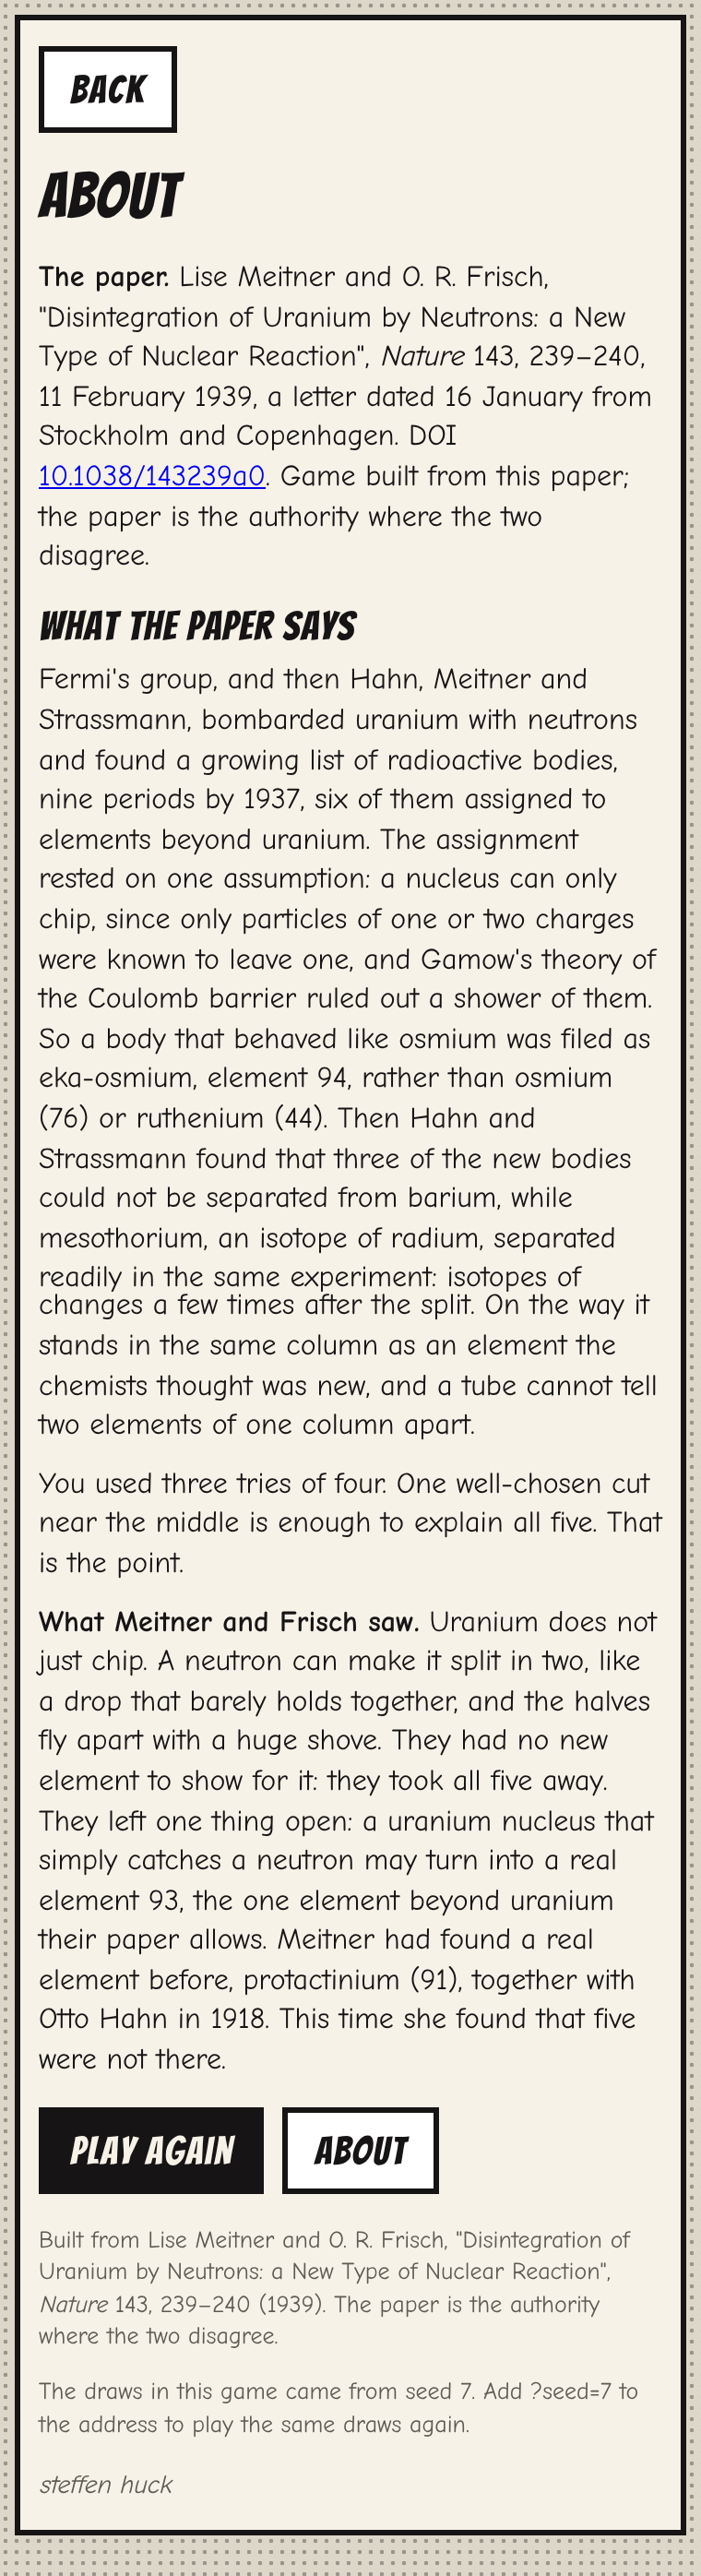 BACK
ABOUT
The paper. Lise Meitner and O. R. Frisch,
"Disintegration of Uranium by Neutrons: a New
Type of Nuclear Reaction", Nature 143, 239–240,
11 February 1939, a letter dated 16 January from
Stockholm and Copenhagen. DOI
10.1038/143239a0. Game built from this paper;
the paper is the authority where the two
disagree.
WHAT THE PAPER SAYS
Fermi's group, and then Hahn, Meitner and
Strassmann, bombarded uranium with neutrons
and found a growing list of radioactive bodies,
nine periods by 1937, six of them assigned to
elements beyond uranium. The assignment
rested on one assumption: a nucleus can only
chip, since only particles of one or two charges
were known to leave one, and Gamow's theory of
the Coulomb barrier ruled out a shower of them.
So a body that behaved like osmium was filed as
eka-osmium, element 94, rather than osmium
(76) or ruthenium (44). Then Hahn and
Strassmann found that three of the new bodies
could not be separated from barium, while
mesothorium, an isotope of radium, separated
readily in the same experiment: isotopes of
changes a few times after the split. On the way it
stands in the same column as an element the
chemists thought was new, and a tube cannot tell
two elements of one column apart.
You used three tries of four. One well-chosen cut
near the middle is enough to explain all five. That
is the point.
What Meitner and Frisch saw. Uranium does not
just chip. A neutron can make it split in two, like
a drop that barely holds together, and the halves
fly apart with a huge shove. They had no new
element to show for it: they took all five away.
They left one thing open: a uranium nucleus that
simply catches a neutron may turn into a real
element 93, the one element beyond uranium
their paper allows. Meitner had found a real
element before, protactinium (91), together with
Otto Hahn in 1918. This time she found that five
were not there.
PLAY AGAIN
ABOUT
Built from Lise Meitner and O. R. Frisch, "Disintegration of
Uranium by Neutrons: a New Type of Nuclear Reaction",
Nature 143, 239–240 (1939). The paper is the authority
where the two disagree.
The draws in this game came from seed 7. Add ?seed=7 to
the address to play the same draws again.
steffen huck